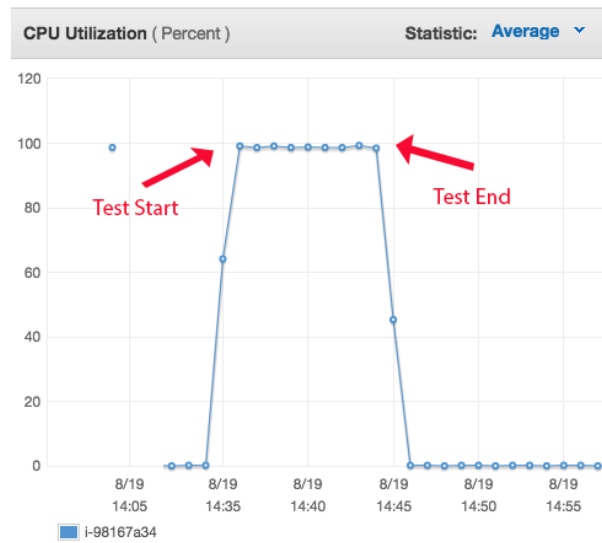 CPU Utilization ( Percent ) Statistic: Average
120
100
80
60
40
20
0
Test Start
Test End
8/19 8/19 8/19 8/19 8/19 8/19
14:05 14:35 14:40 14:45 14:50 14:55
i-98167a34